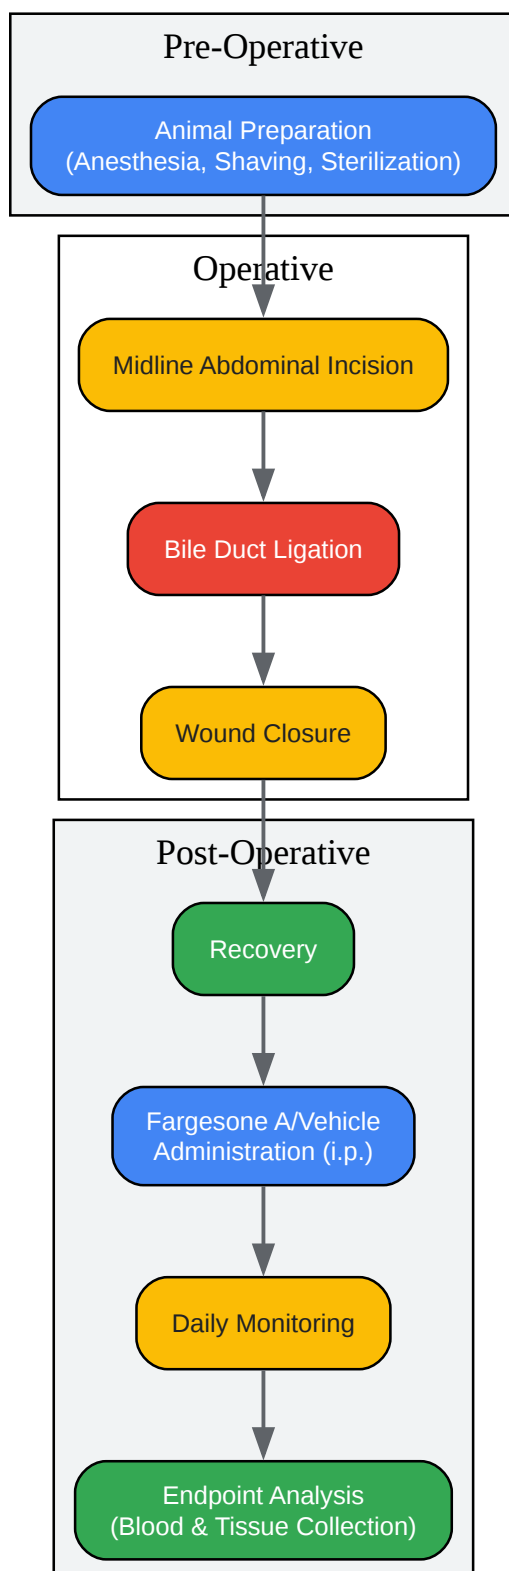 Pre-Operative
Animal Preparation
(Anesthesia, Shaving, Sterilization)
Operative
Midline Abdominal Incision
Bile Duct Ligation
Wound Closure
Post-Operative
Recovery
Fargesone A/Vehicle
Administration (i.p.)
Daily Monitoring
Endpoint Analysis
(Blood & Tissue Collection)